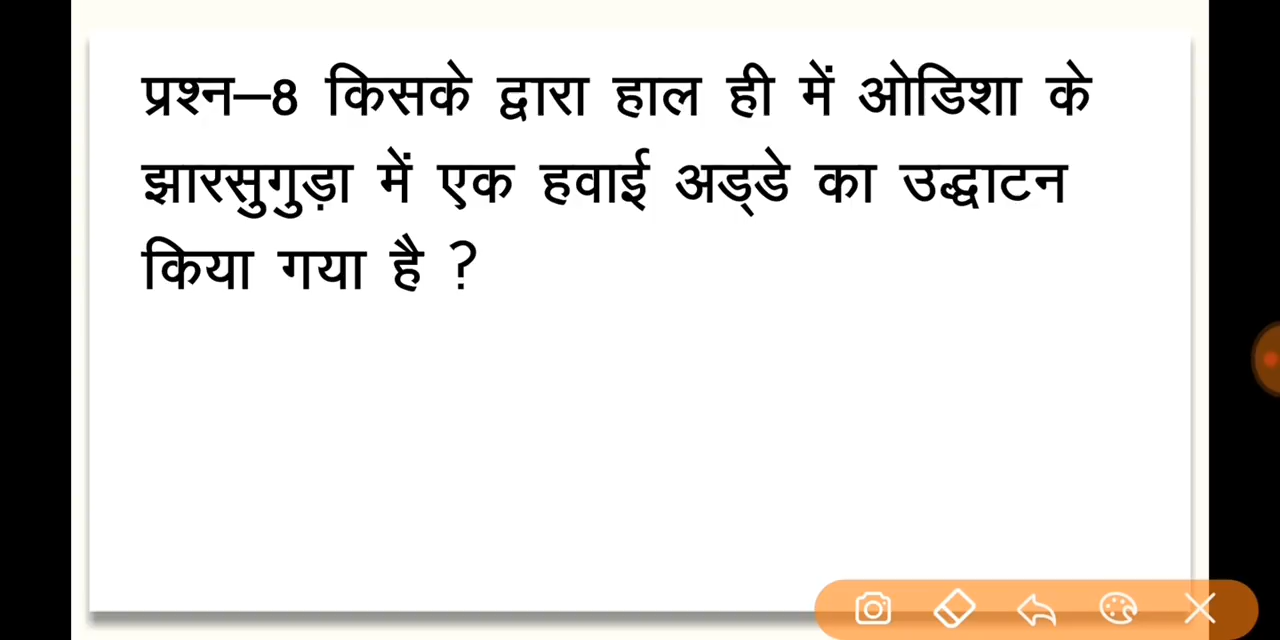 प्रश्न–8 किसके द्वारा हाल ही में ओडिशा के
झारसुगुड़ा में एक हवाई अड्डे का उद्घाटन
किया गया है ?